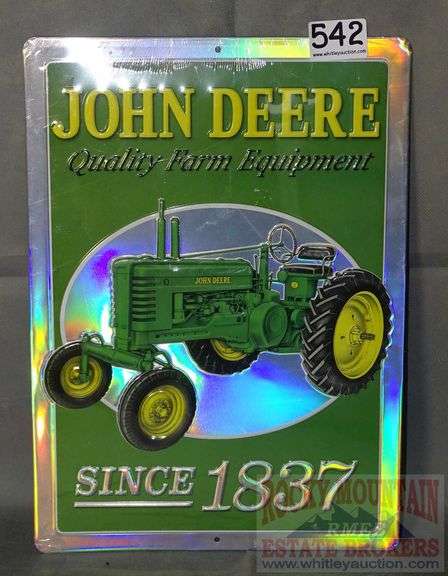 542
www.whitleyauction.com
JOHN DEERE
Quality Farm Equipment
JOHN DEERE
SINCE 1837
ROCKY MOUNTAIN
ESTATE BROKERS
www.whitleyauction.com